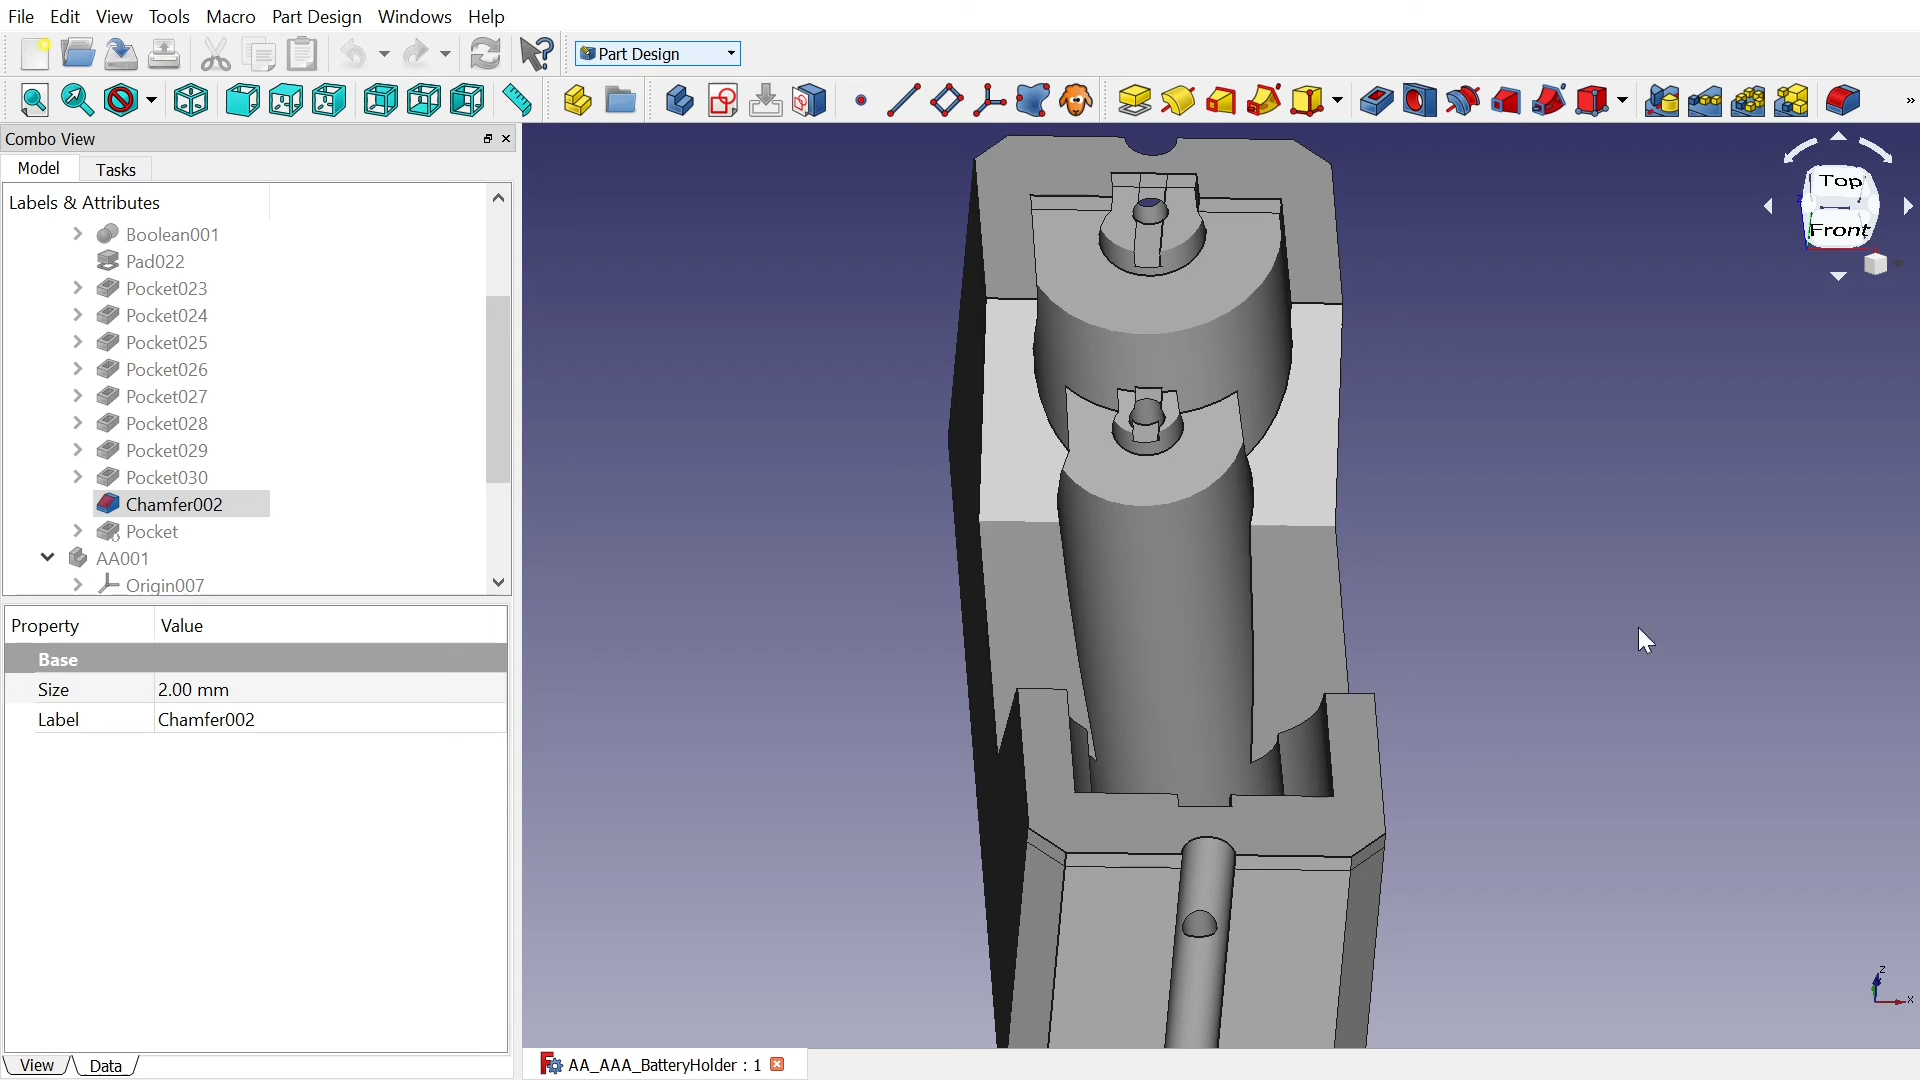 File Edit View Tools Macro Part Design Windows Help
Part Design
»
Combo View
Model Tasks
Labels & Attributes
Boolean001
Pad022
Pocket023
Pocket024
Pocket025
Pocket026
Pocket027
Pocket028
Pocket029
Pocket030
Chamfer002
Pocket
AA001
Origin007
Property Value
Base
Size 2.00 mm
Label Chamfer002
View Data
Top
Front
Z
X
AA_AAA_BatteryHolder : 1